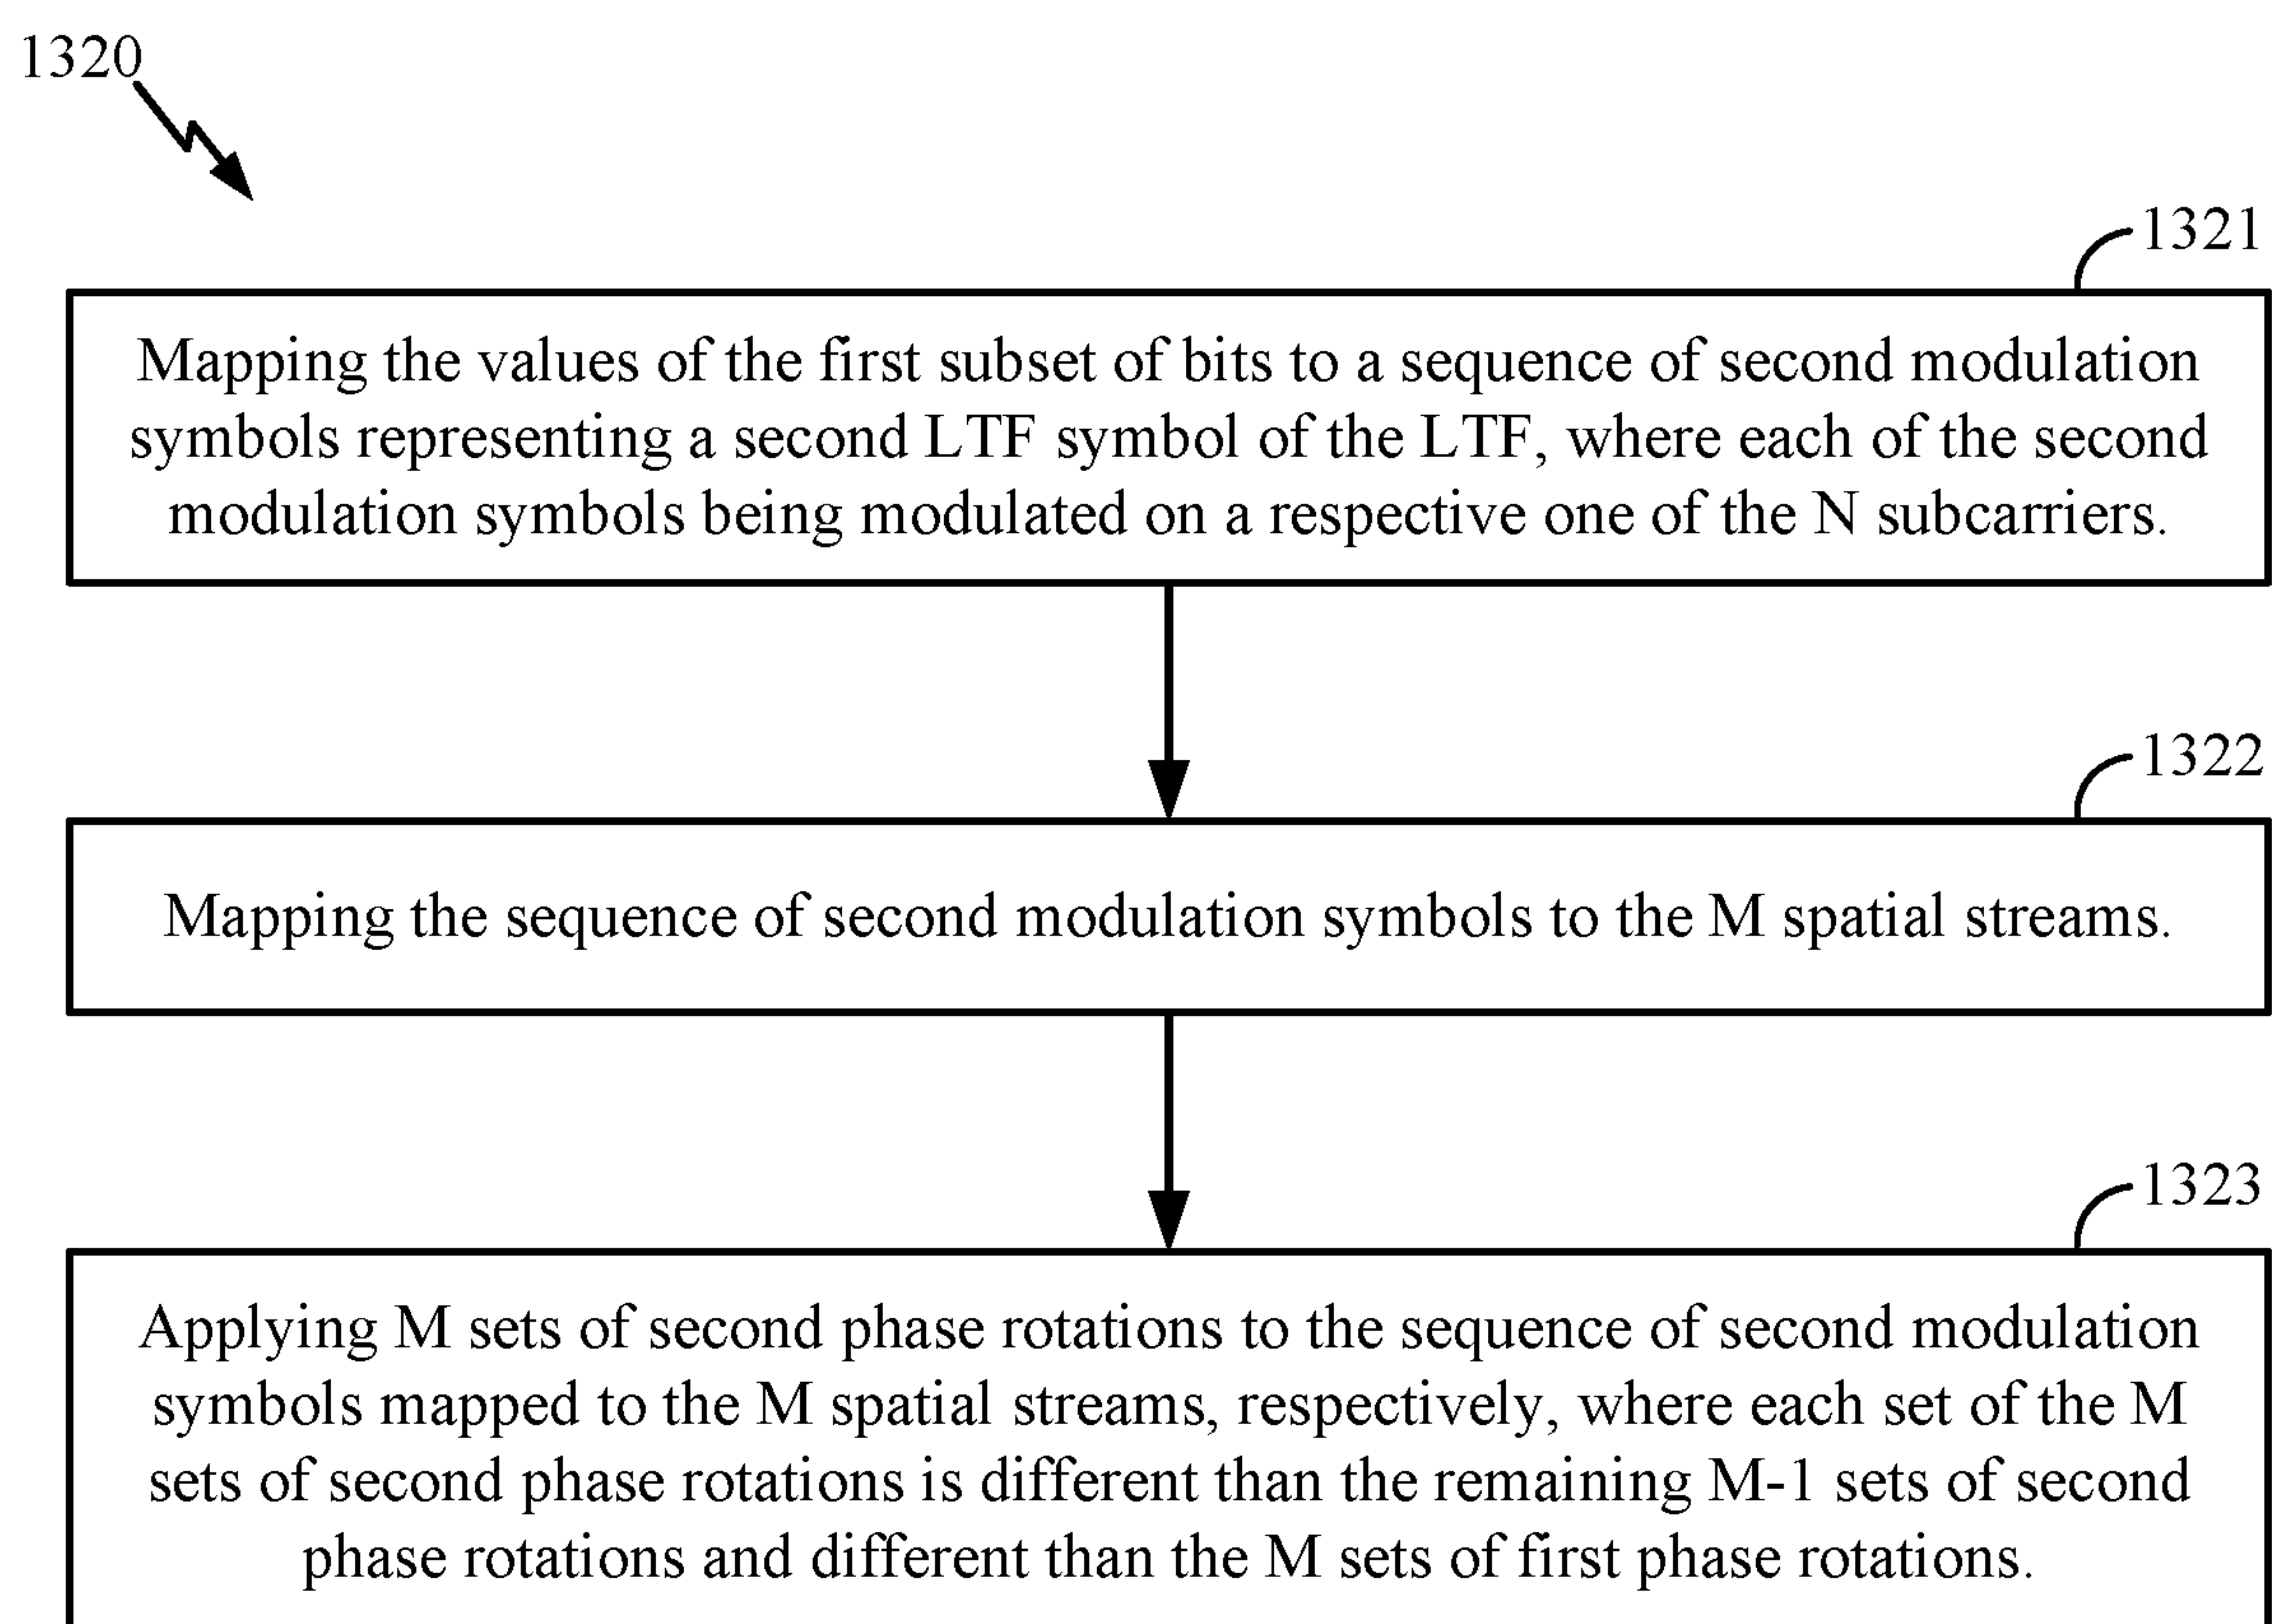 1320
1321
Mapping the values of the first subset of bits to a sequence of second modulation
symbols representing a second LTF symbol of the LTF, where each of the second
modulation symbols being modulated on a respective one of the N subcarriers.
1322
Mapping the sequence of second modulation symbols to the M spatial streams.
1323
Applying M sets of second phase rotations to the sequence of second modulation
symbols mapped to the M spatial streams, respectively, where each set of the M
sets of second phase rotations is different than the remaining M-1 sets of second
phase rotations and different than the M sets of first phase rotations.